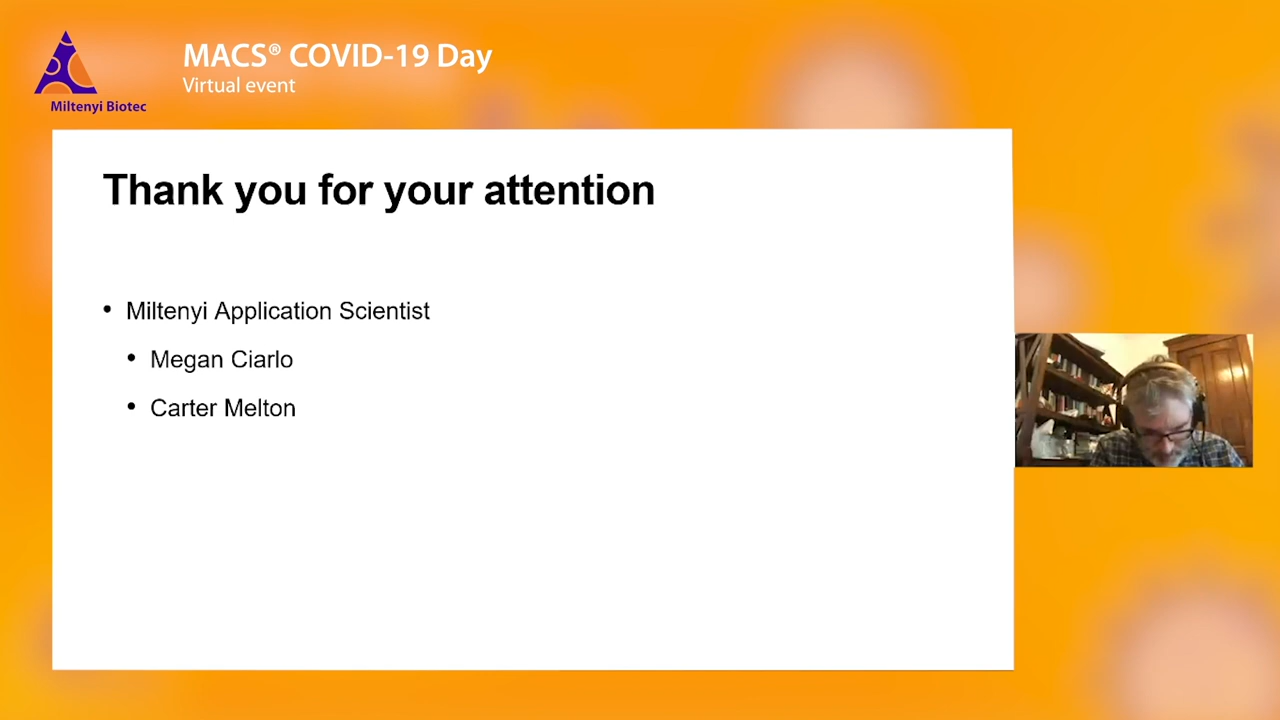 MACS® COVID-19 Day
Virtual event
Miltenyi Biotec
Thank you for your attention
• Miltenyi Application Scientist
• Megan Ciarlo
• Carter Melton